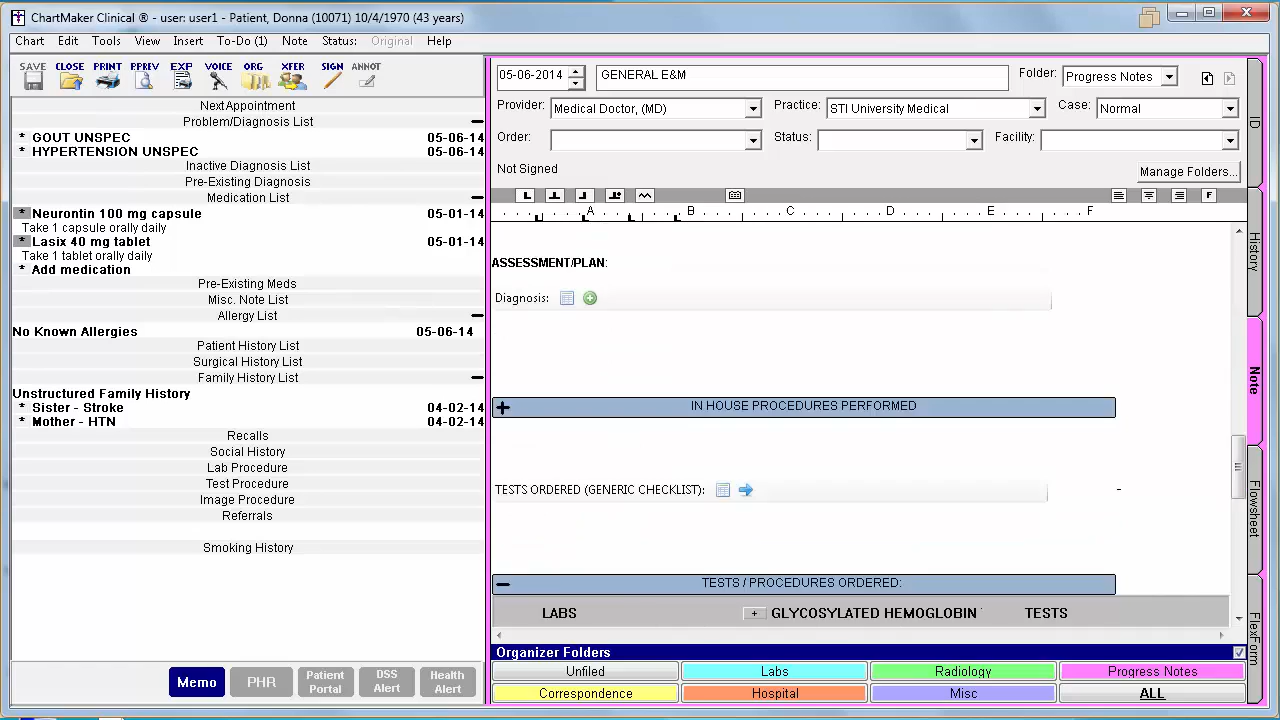 ChartMaker Clinical ® - user: user1 - Patient, Donna (10071) 10/4/1970 (43 years)
Chart Edit Tools View Insert To-Do (1) Note Status: Original Help
SAVE CLOSE PRINT PPREV EXP VOICE ORG XFER SIGN ANNOT
Next Appointment
Problem/Diagnosis List
* GOUT UNSPEC 05-06-14
* HYPERTENSION UNSPEC 05-06-14
Inactive Diagnosis List
Pre-Existing Diagnosis
Medication List
* Neurontin 100 mg capsule 05-01-14
Take 1 capsule orally daily
* Lasix 40 mg tablet 05-01-14
Take 1 tablet orally daily
* Add medication
Pre-Existing Meds
Misc. Note List
Allergy List
No Known Allergies 05-06-14
Patient History List
Surgical History List
Family History List
Unstructured Family History
* Sister - Stroke 04-02-14
* Mother - HTN 04-02-14
Recalls
Social History
Lab Procedure
Test Procedure
Image Procedure
Referrals
Smoking History
Memo PHR Patient Portal DSS Alert Health Alert
05-06-2014 GENERAL E&M Folder: Progress Notes
Provider: Medical Doctor, (MD) Practice: STI University Medical Case: Normal
Order: Status: Facility:
Not Signed
Manage Folders...
F
A B C D E F
ASSESSMENT/PLAN:
Diagnosis:
+ IN HOUSE PROCEDURES PERFORMED
TESTS ORDERED (GENERIC CHECKLIST): -
TESTS / PROCEDURES ORDERED:
LABS + GLYCOSYLATED HEMOGLOBIN TESTS
Organizer Folders
Unfiled Labs Radiology Progress Notes
Correspondence Hospital Misc ALL
ID
History
Note
Flowsheet
FlexForm